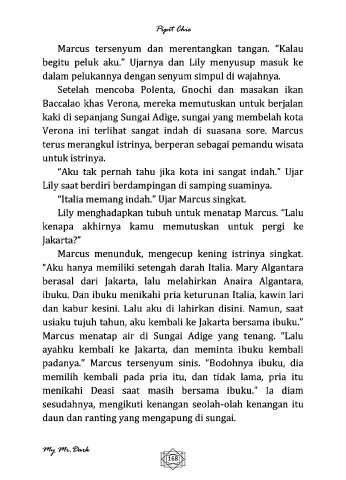 Pipit Chie
Marcus tersenyum dan merentangkan tangan. “Kalau
begitu peluk aku.” Ujarnya dan Lily menyusup masuk ke
dalam pelukannya dengan senyum simpul di wajahnya.
Setelah mencoba Polenta, Gnochi dan masakan ikan
Baccalao khas Verona, mereka memutuskan untuk berjalan
kaki di sepanjang Sungai Adige, sungai yang membelah kota
Verona ini terlihat sangat indah di suasana sore. Marcus
terus merangkul istrinya, berperan sebagai pemandu wisata
untuk istrinya.
“Aku tak pernah tahu jika kota ini sangat indah.” Ujar
Lily saat berdiri berdampingan di samping suaminya.
“Italia memang indah.” Ujar Marcus singkat.
Lily menghadapkan tubuh untuk menatap Marcus. “Lalu
kenapa akhirnya kamu memutuskan untuk pergi ke
Jakarta?”
Marcus menunduk, mengecup kening istrinya singkat.
“Aku hanya memiliki setengah darah Italia. Mary Algantara
berasal dari Jakarta, lalu melahirkan Anaira Algantara,
ibuku. Dan ibuku menikahi pria keturunan Italia, kawin lari
dan kabur kesini. Lalu aku di lahirkan disini. Namun, saat
usiaku tujuh tahun, aku kembali ke Jakarta bersama ibuku.”
Marcus menatap air di Sungai Adige yang tenang. “Lalu
ayahku kembali ke Jakarta, dan meminta ibuku kembali
padanya.” Marcus tersenyum sinis. “Bodohnya ibuku, dia
memilih kembali pada pria itu, dan tidak lama, pria itu
menikahi Deasi saat masih bersama ibuku.” Ia diam
sesudahnya, mengikuti kenangan seolah-olah kenangan itu
daun dan ranting yang mengapung di sungai.
My Mr.Dark
168